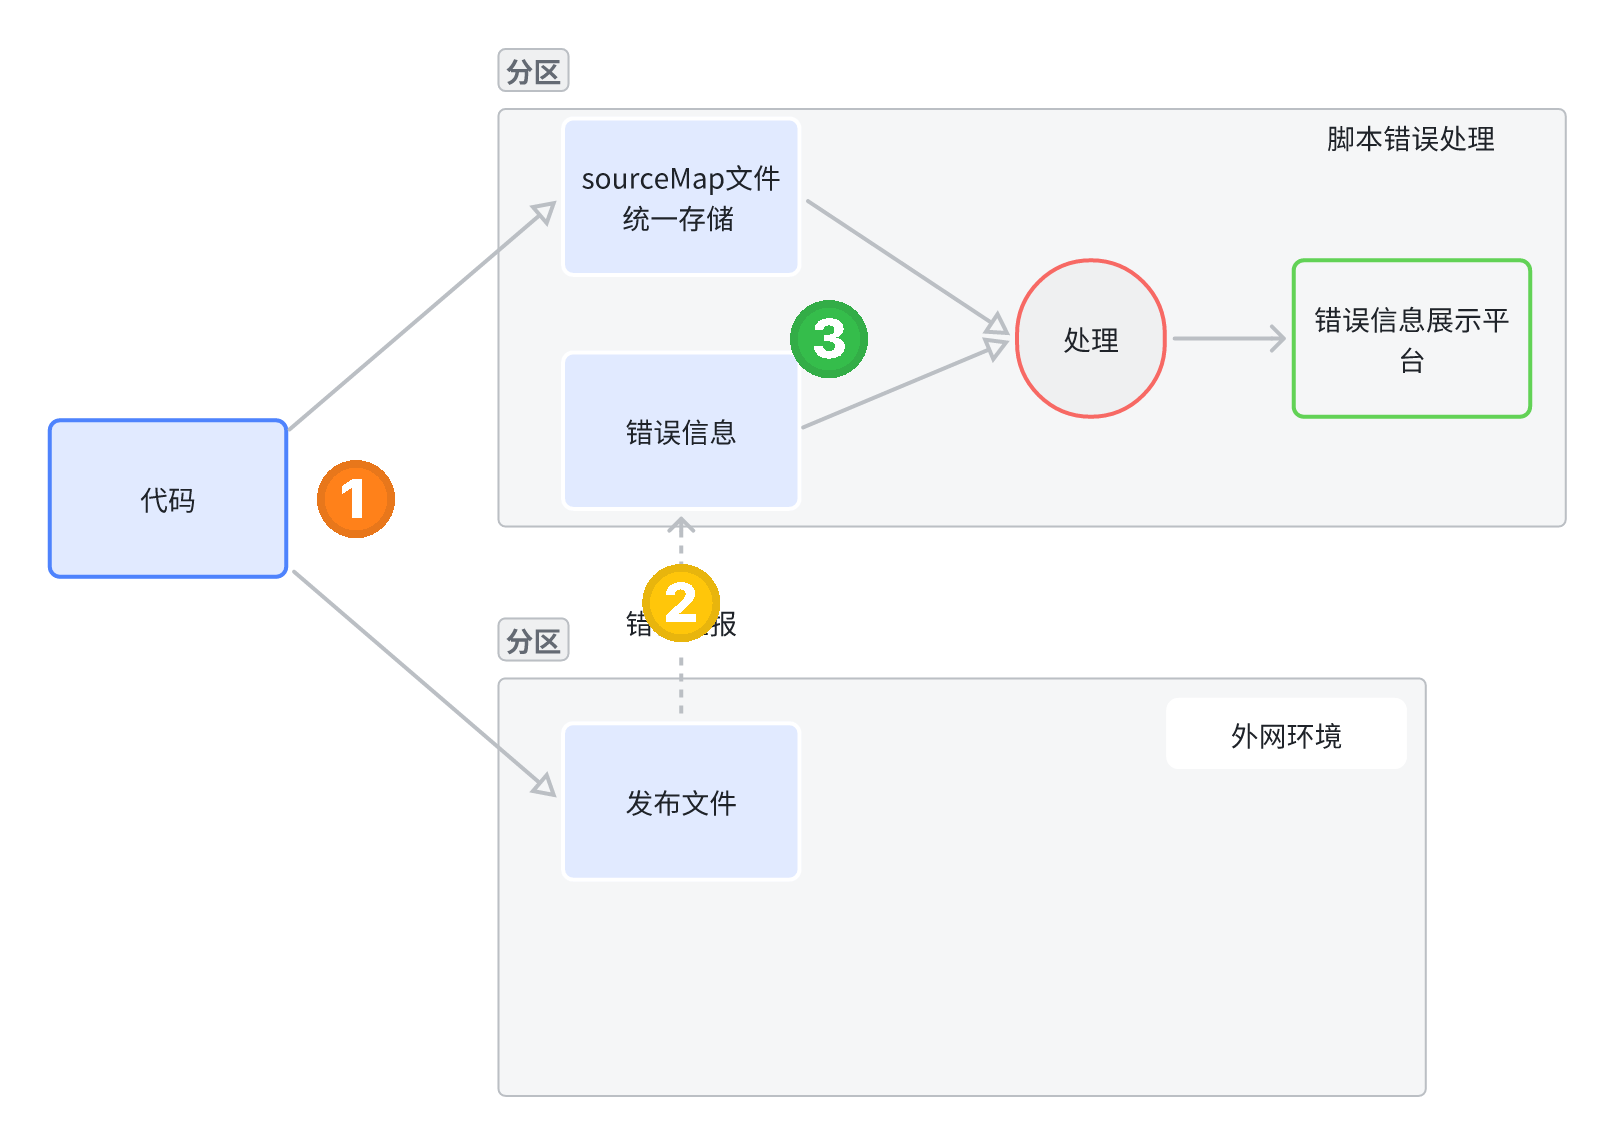 分区
脚本错误处理
sourceMap文件
统一存储
3
处理
错误信息展示平
台
错误信息
代码
1
2
错
报
分区
外网环境
发布文件